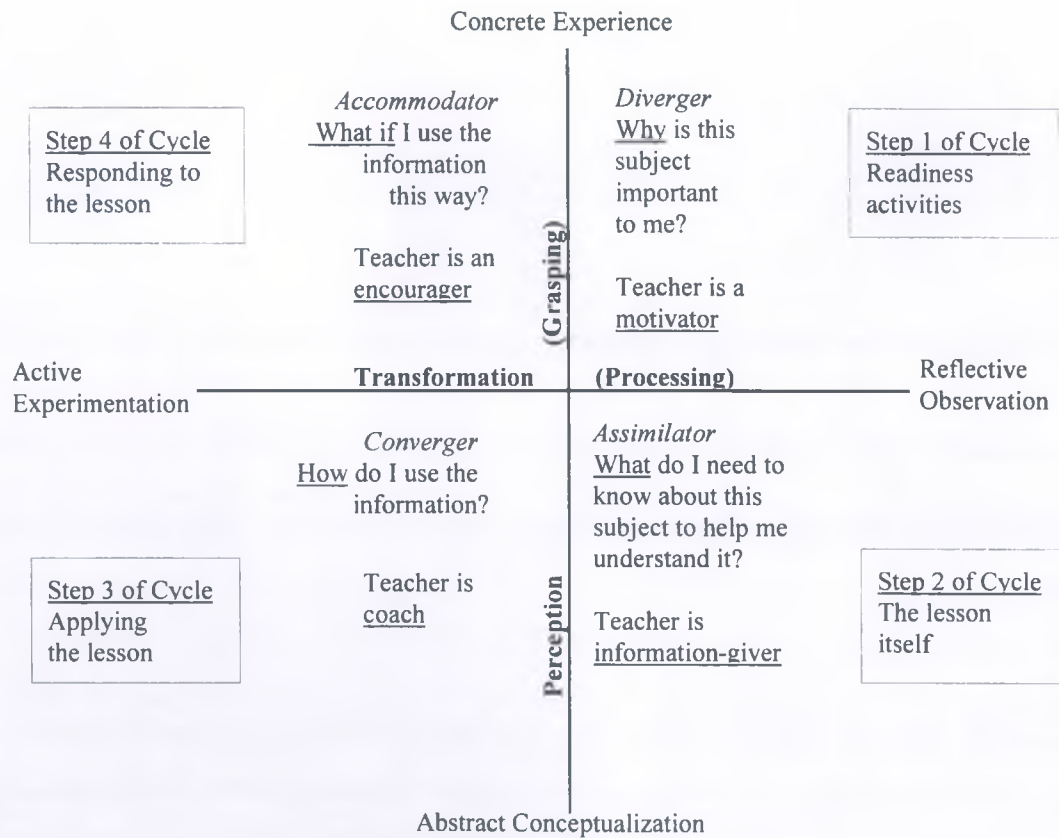 Concrete Experience
Step 4 of Cycle
Responding to
the lesson
Accommodator
What if I use the
information
this way?
Teacher is an
encourager
Diverger
Why is this
subject
important
to me?
Teacher is a
motivator
Step 1 of Cycle
Readiness
activities
(Grasping)
Active
Experimentation
Transformation (Processing)
Reflective
Observation
Converger
How do I use the
information?
Teacher is
coach
Step 3 of Cycle
Applying
the lesson
Perception
Assimilator
What do I need to
know about this
subject to help me
understand it?
Teacher is
information-giver
Step 2 of Cycle
The lesson
itself
Abstract Conceptualization